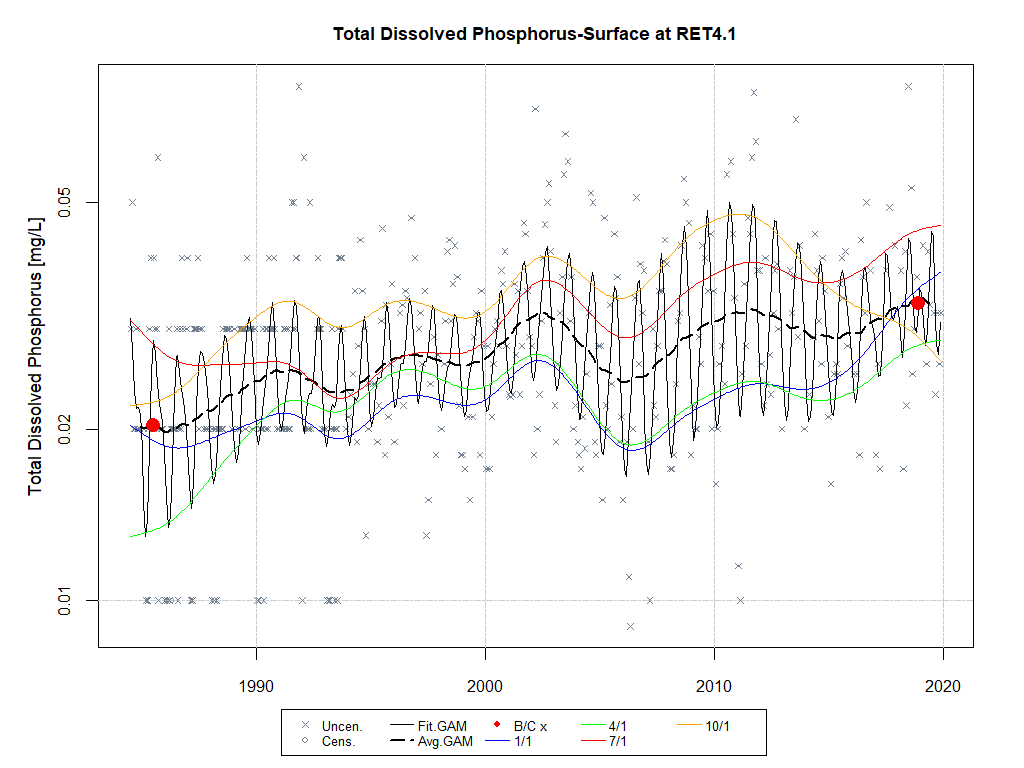 Total Dissolved Phosphorus-Surface at RET4.1
Total Dissolved Phosphorus [mg/L]
0.05
0.02
0.01
1990 2000 2010 2020
Uncen. Fit.GAM B/C x 4/1 10/1
Cens. Avg.GAM 1/1 7/1